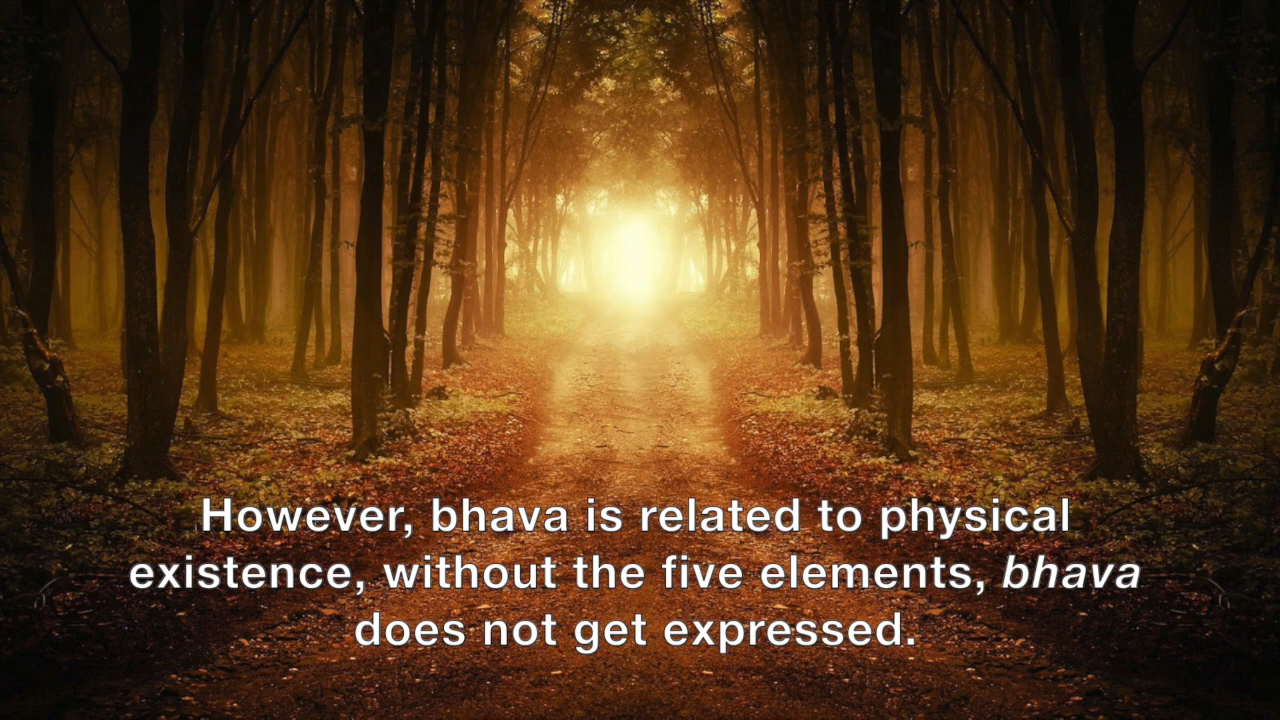 However, bhava is related to physical
existence, without the five elements, bhava
does not get expressed.